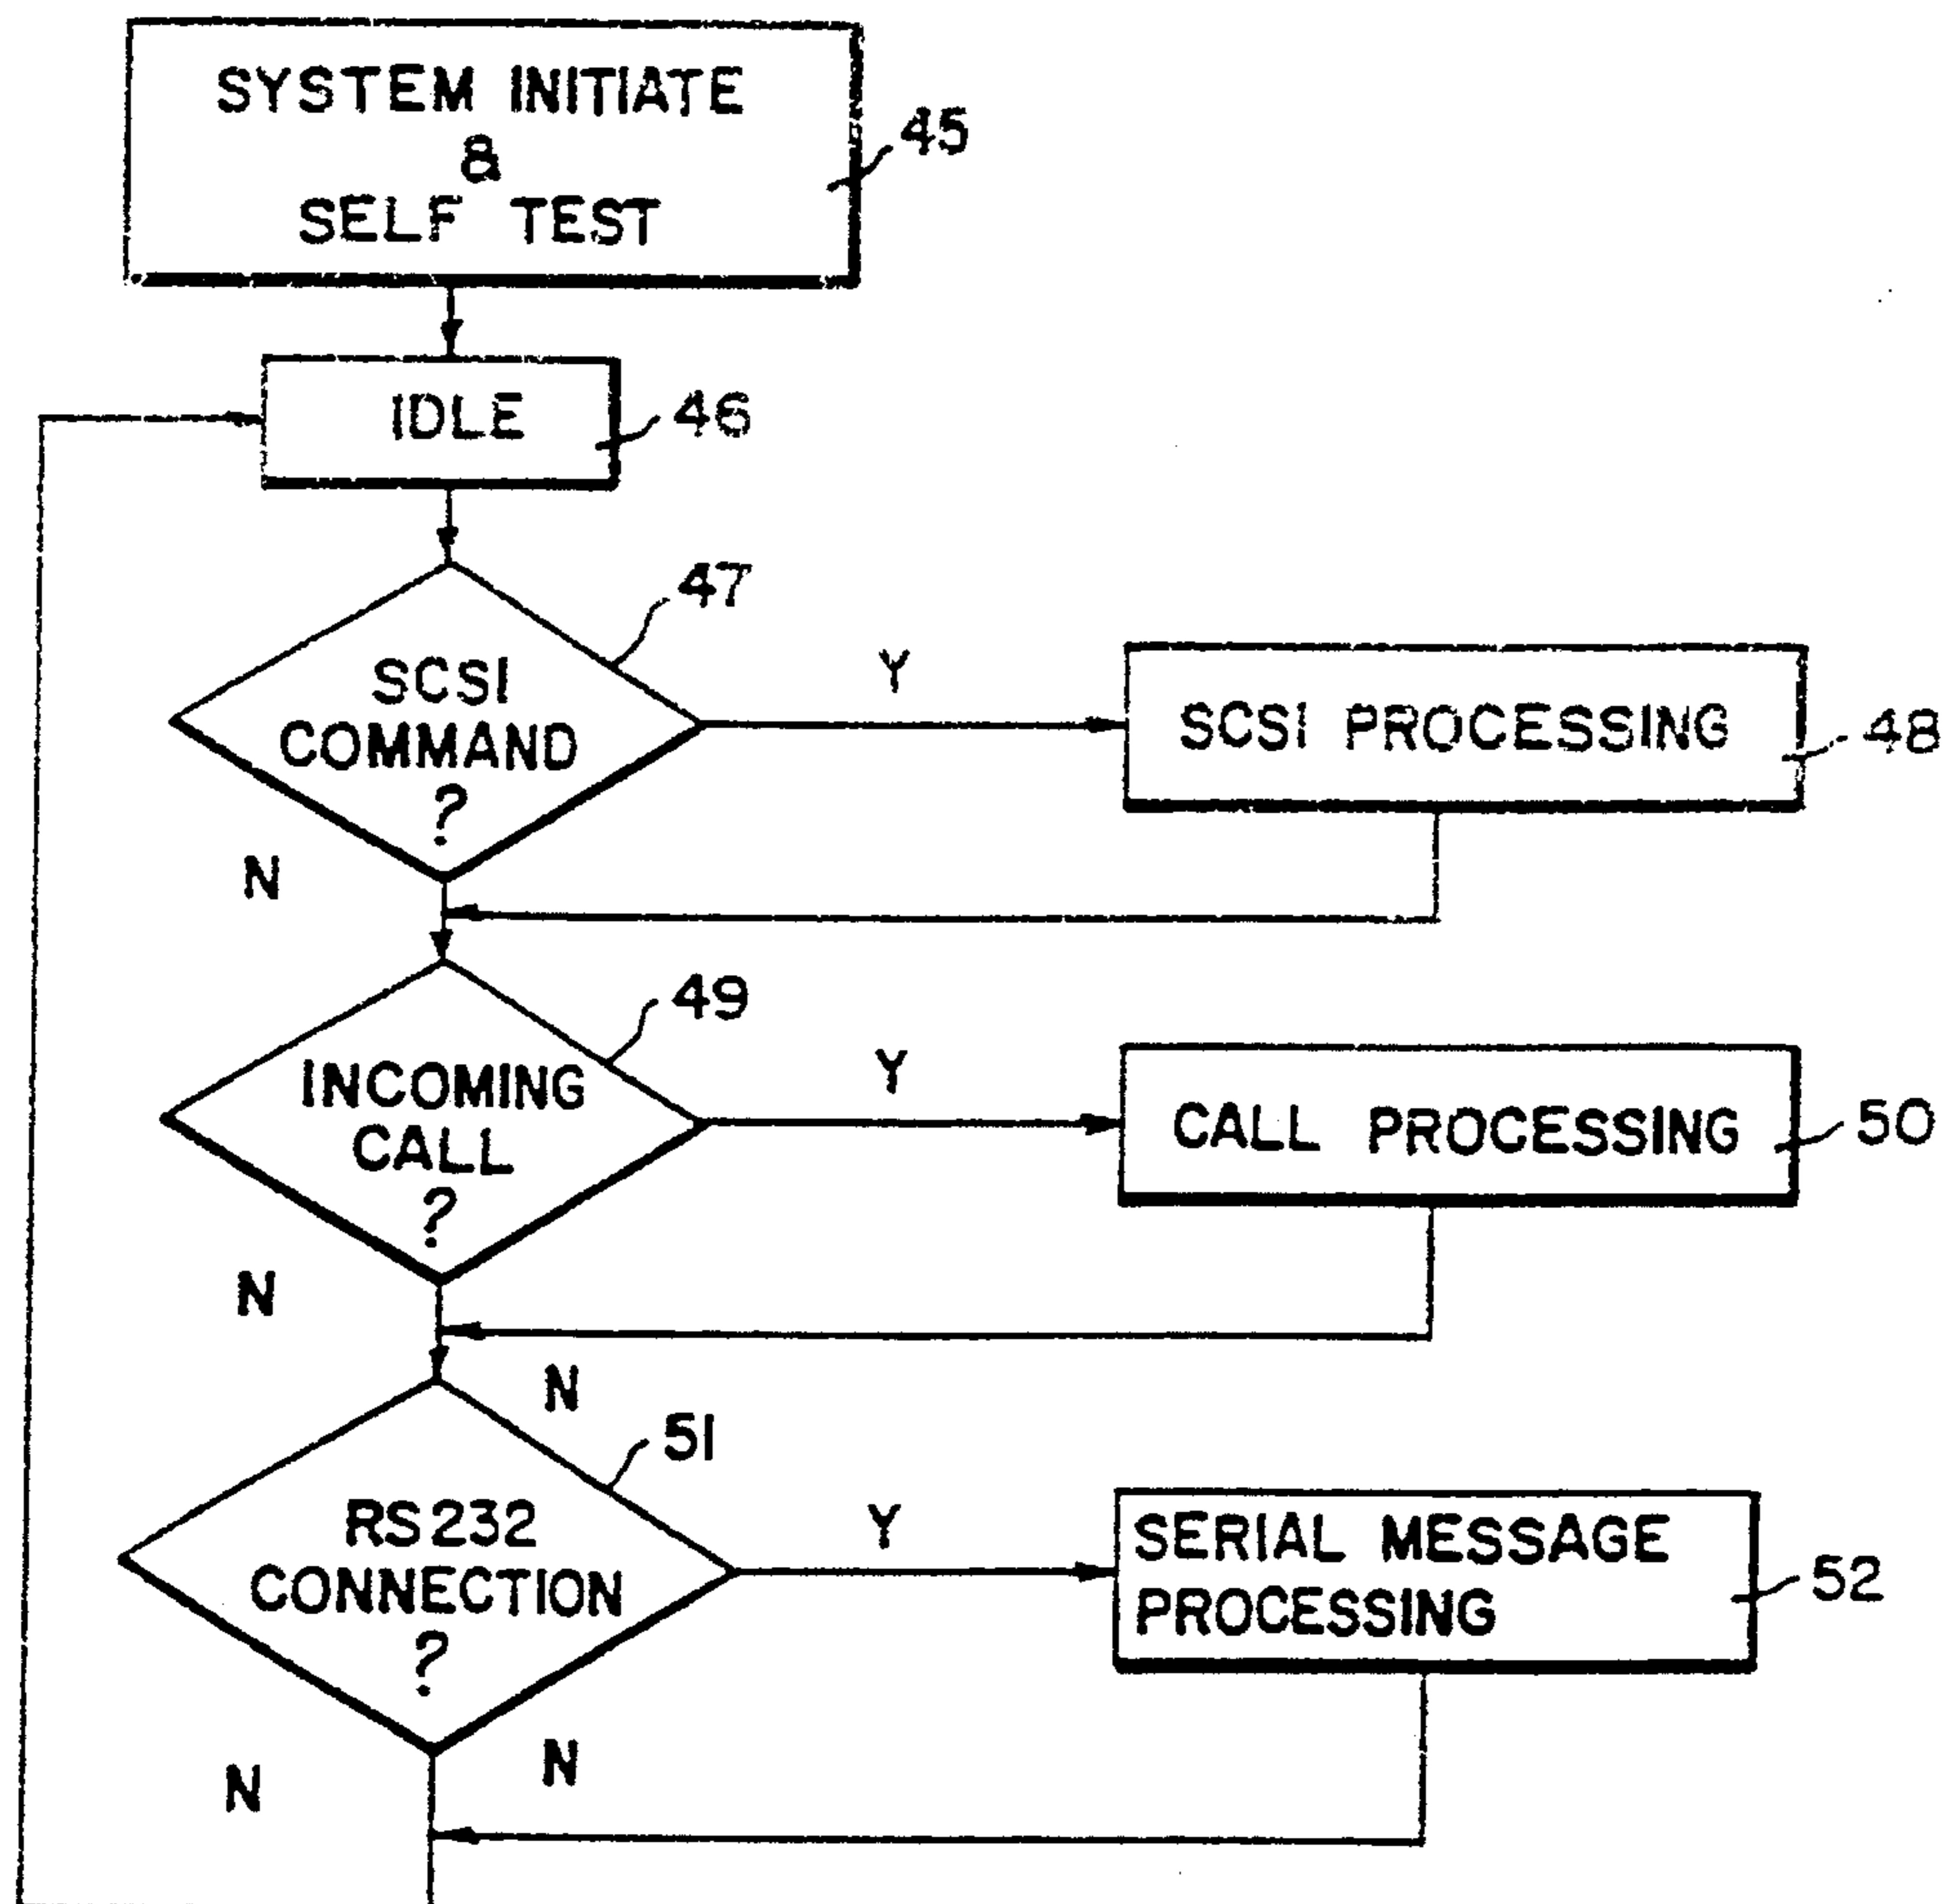 SYSTEM INITIATE
&
SELF TEST
45
IDLE
46
47
SCSI
COMMAND
?
Y
SCSI PROCESSING
48
N
49
INCOMING
CALL
?
Y
CALL PROCESSING
50
N
N
51
RS232
CONNECTION
?
Y
SERIAL MESSAGE
PROCESSING
52
N
N